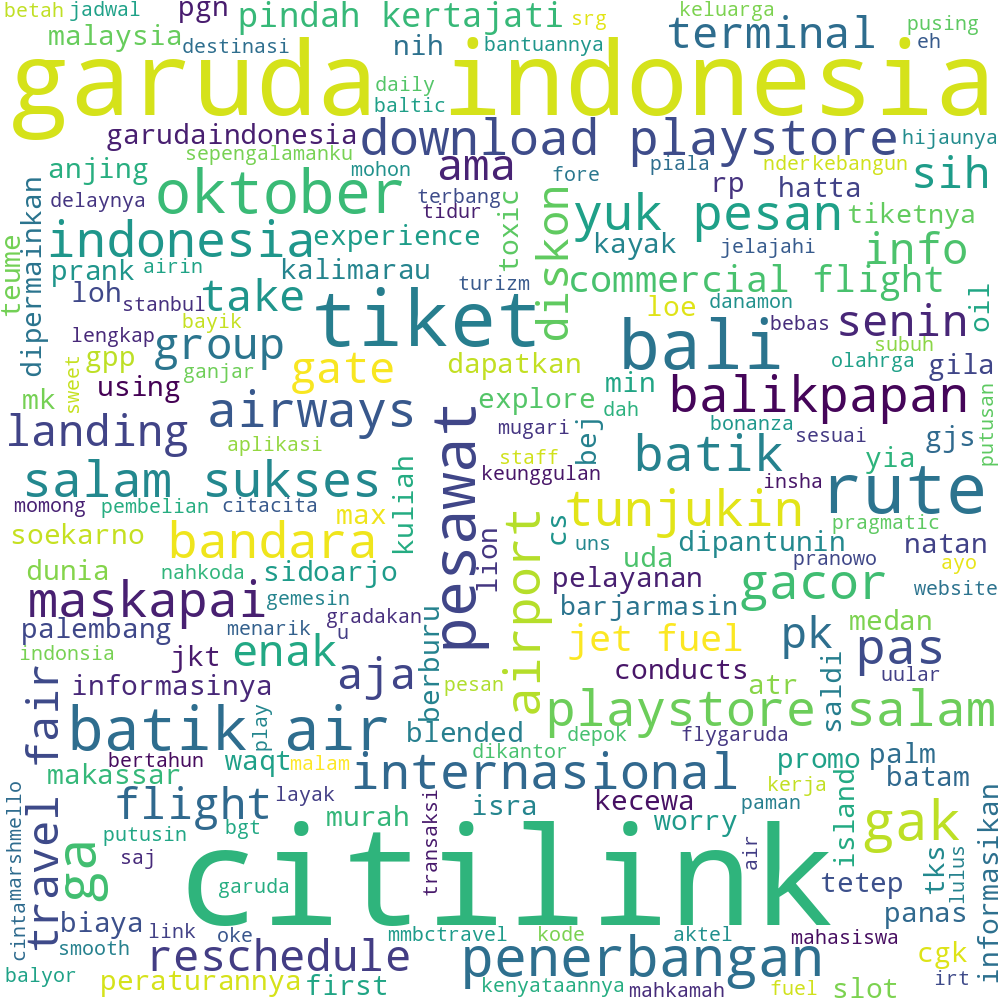 betah jadwal pgn pindah kertajati srg keluarga pusing
malaysia destinasi nih bantuannya terminal eh
garuda indonesia
daily
baltic
garudaindonesia download playstore hijaunya
sepengalamanku
anjing mohon ama fore piala nderkebangun sih
delaynya oktober terbang rp hatta
dipermainkan tidur toxic diskon yuk pesan tiketnya
teume indonesia experience kayak jelajahi info
prank airin kalimarau turizm commercial flight
loh stanbul take tiket loe danamon oil
lengkap bayik bali bebas senin
gpp group subuh
sweet ganjar gate dapatkan olahrga gila
mk using min balikpapan
airways explore dah
landing aplikasi pesawat mugari bej bonanza sesuai gjs putusan
staff batik yia
salam sukses kuliah keunggulan insha rute
momong pembelian citacita max lion tunjukin
soekarno bandara airport cs pragmatic
uns dipantunin natan
dunia nahkoda sidoarjo uda pranowo ayo
maskapai gemesin pelayanan gacor website
palembang menarik gradakan barjarmasin medan
u jet fuel pk
indonsia jkt enak berburu pas
informasinya aja pesan conducts atr saldi uular
travel fair batik air play playstore salam
blended depok flygaruda
bertahun waqt dikantor promo palm
makassar malam internasional kerja batam
flight layak isra kecewa paman island informasikan
cinta marshmello murah transaksi worry gak
putusin bgt citilink
saj air tks lulus
ga garuda tetep
biaya link oke panas
smooth mmbctravel kode aktel mahasiswa
reschedule penerbangan cgk
balyor peraturannya first kenyataannya mahkamah fuel slot irt